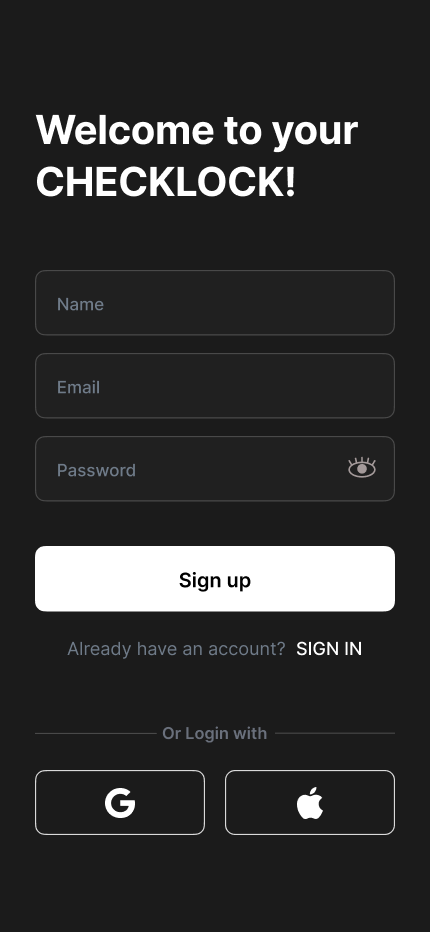 Welcome to your
CHECKLOCK!
Name
Email
Password
Sign up
Already have an account? SIGN IN
Or Login with